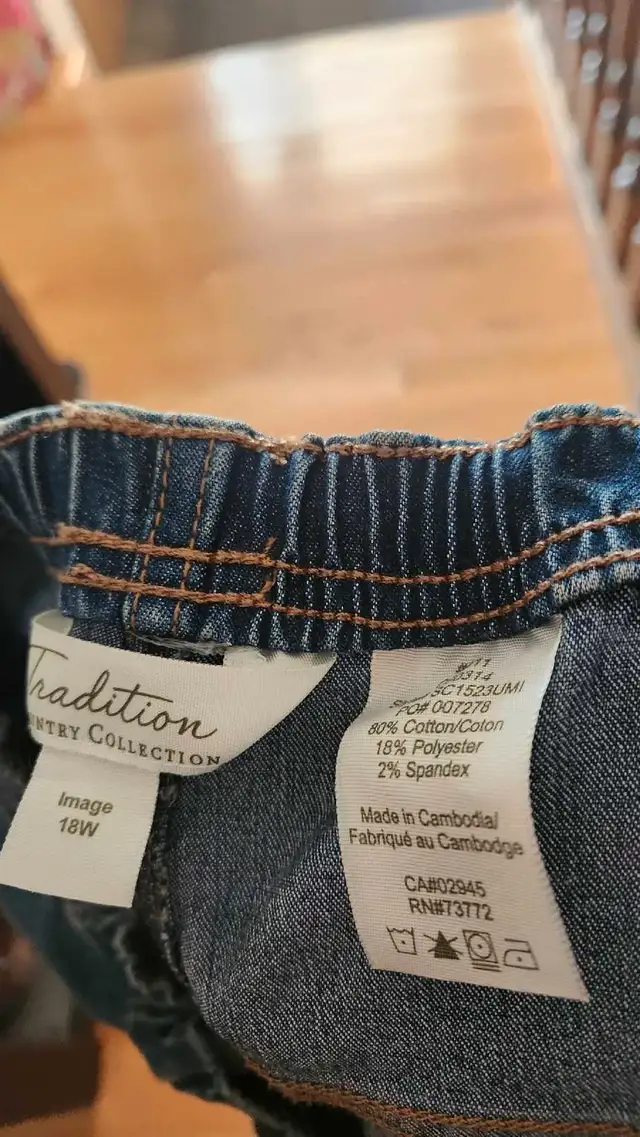 Tradition
COUNTRY COLLECTION
Image
18W
PO# 007278
80% Cotton/Coton
18% Polyester
2% Spandex
Made in Cambodia/
Fabriqué au Cambodge
CA#02945
RN#73772